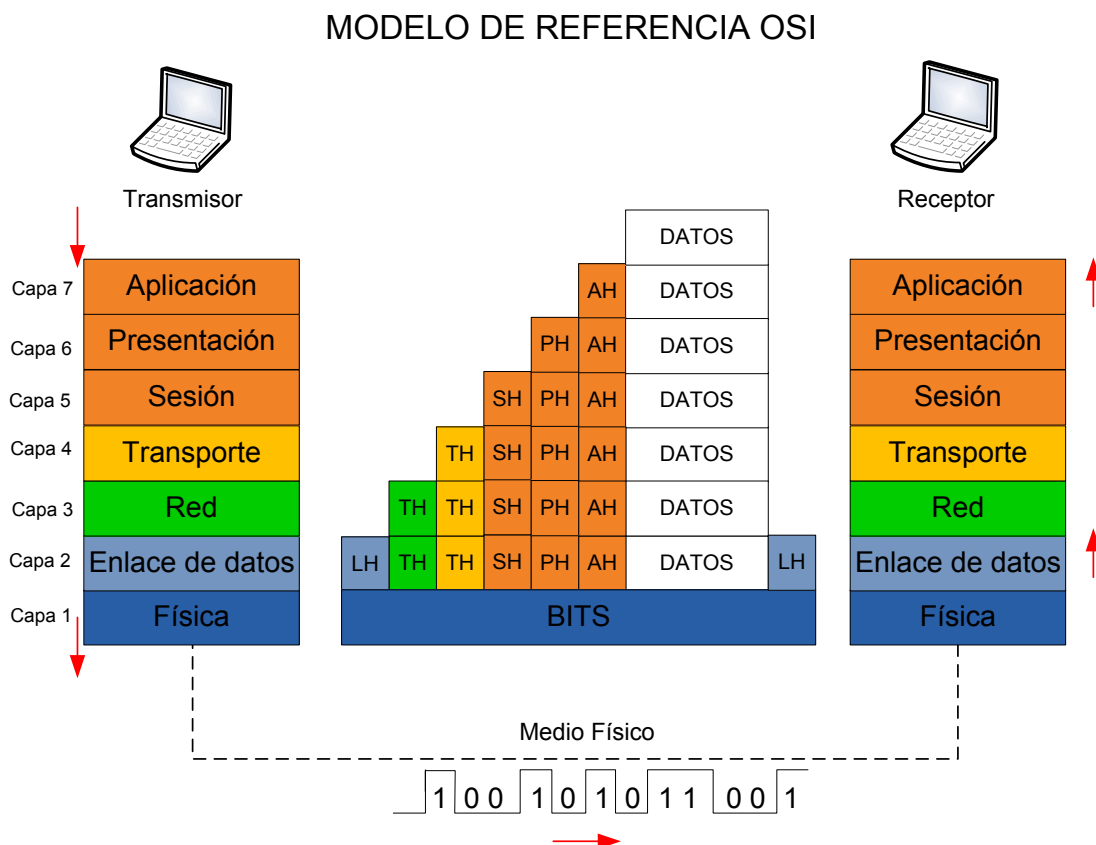 MODELO DE REFERENCIA OSI
Transmisor
Receptor
DATOS
Capa 7 Aplicación AH DATOS Aplicación
Capa 6 Presentación PH AH DATOS Presentación
Capa 5 Sesión SH PH AH DATOS Sesión
Capa 4 Transporte TH SH PH AH DATOS Transporte
Capa 3 Red TH TH SH PH AH DATOS Red
Capa 2 Enlace de datos LH TH TH SH PH AH DATOS LH Enlace de datos
Capa 1 Física BITS Física
Medio Físico
1 0 0 1 0 1 0 1 1 0 0 1